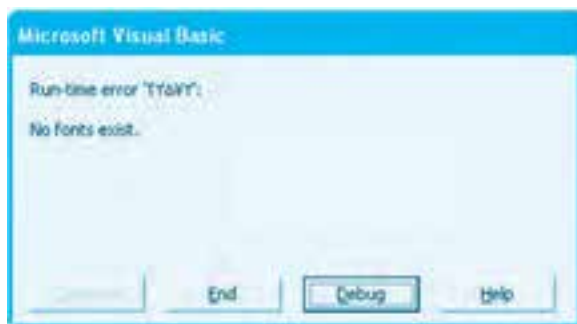 Microsoft Visual Basic
Run-time error
No fonts exist.
End Debug Help